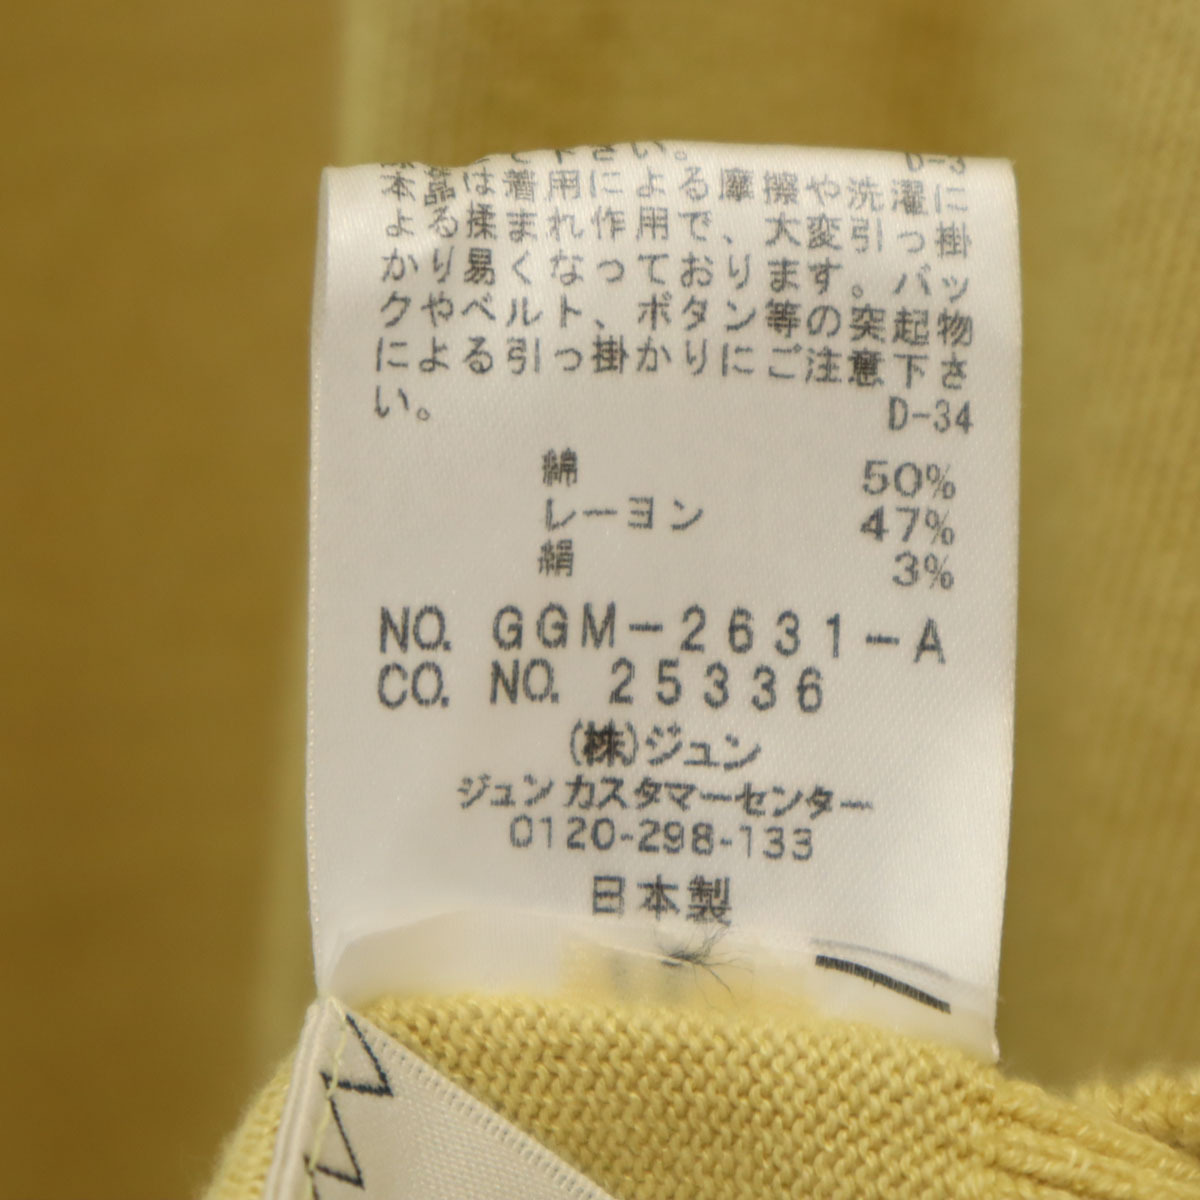 下さい。
本品は着用による摩擦や洗濯に
よる揉まれ作用で、大変引っ掛
かり易くなっております。バッ
クやベルト、ボタン等の突起物
による引っ掛かりにご注意下さ
い。 D-34
綿 50%
レーヨン 47%
絹 3%
NO. GGM-2631-A
CO. NO. 25336
(株)ジュン
ジュン カスタマーセンター
0120-298-133
日本製